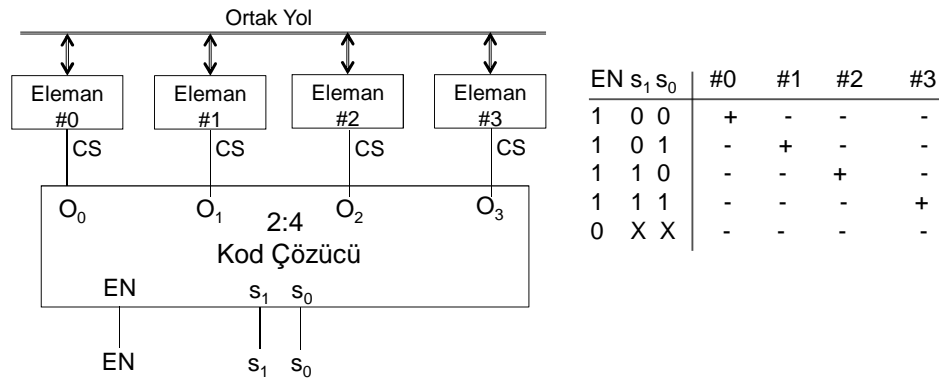 Ortak Yol
Eleman #0
Eleman #1
Eleman #2
Eleman #3
CS CS CS CS
O0 O1 O2 O3
2:4
Kod Çözücü
EN s1 s0
EN s1 s0
EN s1 s0 #0 #1 #2 #3
1 0 0 + - - -
1 0 1 - + - -
1 1 0 - - + -
1 1 1 - - - +
0 X X - - - -